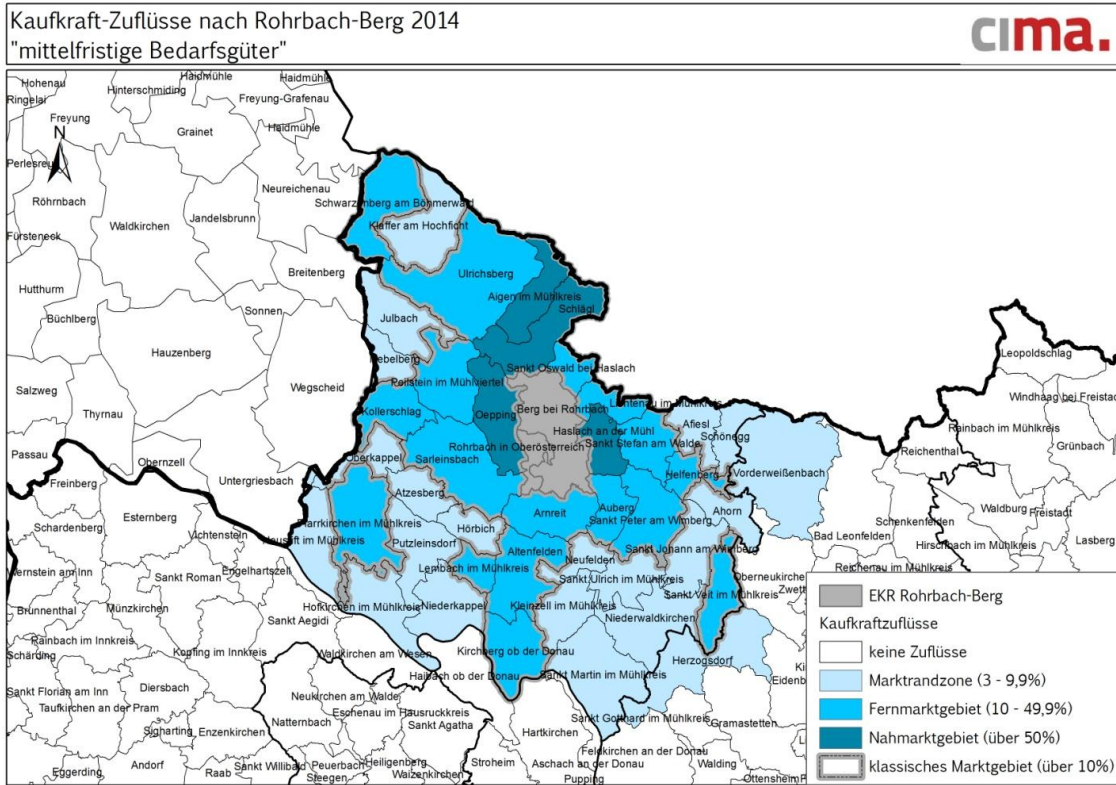 Kaufkraft-Zuflüsse nach Rohrbach-Berg 2014
"mittelfristige Bedarfsgüter"
cima.
Hohenau
Haidmühle
Haidmühle
Ringelai
Hinterschmiding
Freyung-Grafenau
Freyung
N
Grainet
Haidmühle
Röhrnbach
Neureichenau
Waldkirchen
Jandelsbrunn
Schwarzenberg am Böhmerwald
Klaffer am Hochficht
Fürsteneck
Breitenberg
Ulrichsberg
Hutthurm
Sonnen
Aigen im Mühlkreis
Schlägl
Büchlberg
Julbach
Hauzenberg
Nebelberg
Sankt Oswald bei Haslach
Leopoldschlag
Salzweg
Wegscheid
Peilstein im Mühlviertel
Windhaag bei Freistadt
Thyrnau
Kollerschlag
Oepping
Berg bei Rohrbach
Lichtenau im Mühlkreis
Afiesl
Rainbach im Mühlkreis
Haslach an der Mühl
Schönegg
Grünbach
Passau
Obernzell
Sarleinsbach
Rohrbach in Oberösterreich
Sankt Stefan am Walde
Reichenthal
Untergriesbach
Oberkappel
Helfenberg
Vorderweißenbach
Freinberg
Atzesberg
Waldburg
Esternberg
Arnreit
Auberg
Ahorn
Schenkenfelden
Freistadt
Schardenberg
Pfarrkirchen im Mühlkreis
Hörbich
Sankt Peter am Wimberg
Vichtenstein
Neustift im Mühlkreis
Putzleinsdorf
Altenfelden
Sankt Johann am Wimberg
Bad Leonfelden
Hirschbach im Mühlkreis
Lasberg
Wernstein am Inn
Sankt Roman
Engelhartszell
Lembach im Mühlkreis
Neufelden
Reichenau im Mühlkreis
Brunnenthal
Münzkirchen
Hofkirchen im Mühlkreis
Niederkappel
Kleinzell im Mühlkreis
Sankt Ulrich im Mühlkreis
Sankt Veit im Mühlkreis
Sankt Aegidi
Niederwaldkirchen
Rainbach im Innkreis
Schärding
Kopfing im Innkreis
Waldkirchen am Wesen
Kirchberg ob der Donau
Herzogsdorf
Haibach ob der Donau
Sankt Martin im Mühlkreis
Sankt Florian am Inn
Diersbach
Neukirchen am Walde
Taufkirchen an der Pram
Eschenau im Hausruckkreis
Natternbach
Sankt Agatha
Sankt Gotthard im Mühlkreis
Gramastetten
Sigharting
Enzenkirchen
Hartkirchen
Andorf
Sankt Willibald
Peuerbach
Heiligenberg
Stroheim
Feldkirchen an der Donau
Walding
Eggerding
Raab
Steegen
Waizenkirchen
Aschach an der Donau
Pupping
EKR Rohrbach-Berg
Kaufkraftzuflüsse
keine Zuflüsse
Marktrandzone (3 - 9,9%)
Fernmarktgebiet (10 - 49,9%)
Nahmarktgebiet (über 50%)
klassisches Marktgebiet (über 10%)